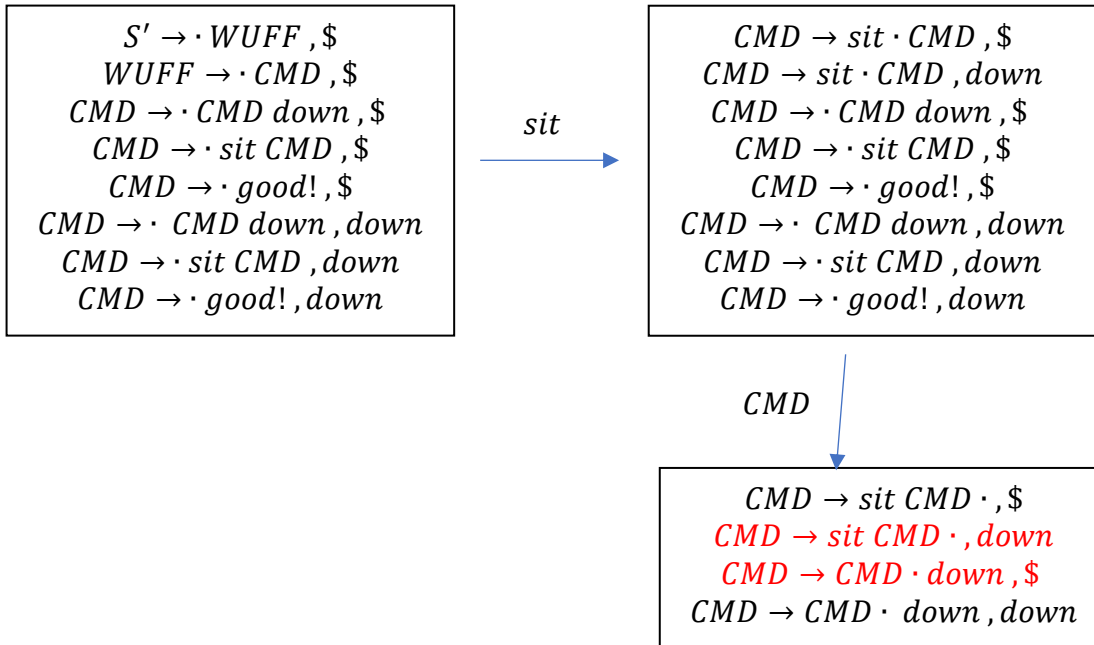 S′ → · WUFF , $
WUFF → · CMD , $
CMD → · CMD down , $
CMD → · sit CMD , $
CMD → · good! , $
CMD → · CMD down , down
CMD → · sit CMD , down
CMD → · good! , down
sit
CMD → sit · CMD , $
CMD → sit · CMD , down
CMD → · CMD down , $
CMD → · sit CMD , $
CMD → · good! , $
CMD → · CMD down , down
CMD → · sit CMD , down
CMD → · good! , down
CMD
CMD → sit CMD · , $
CMD → sit CMD · , down
CMD → CMD · down , $
CMD → CMD · down , down